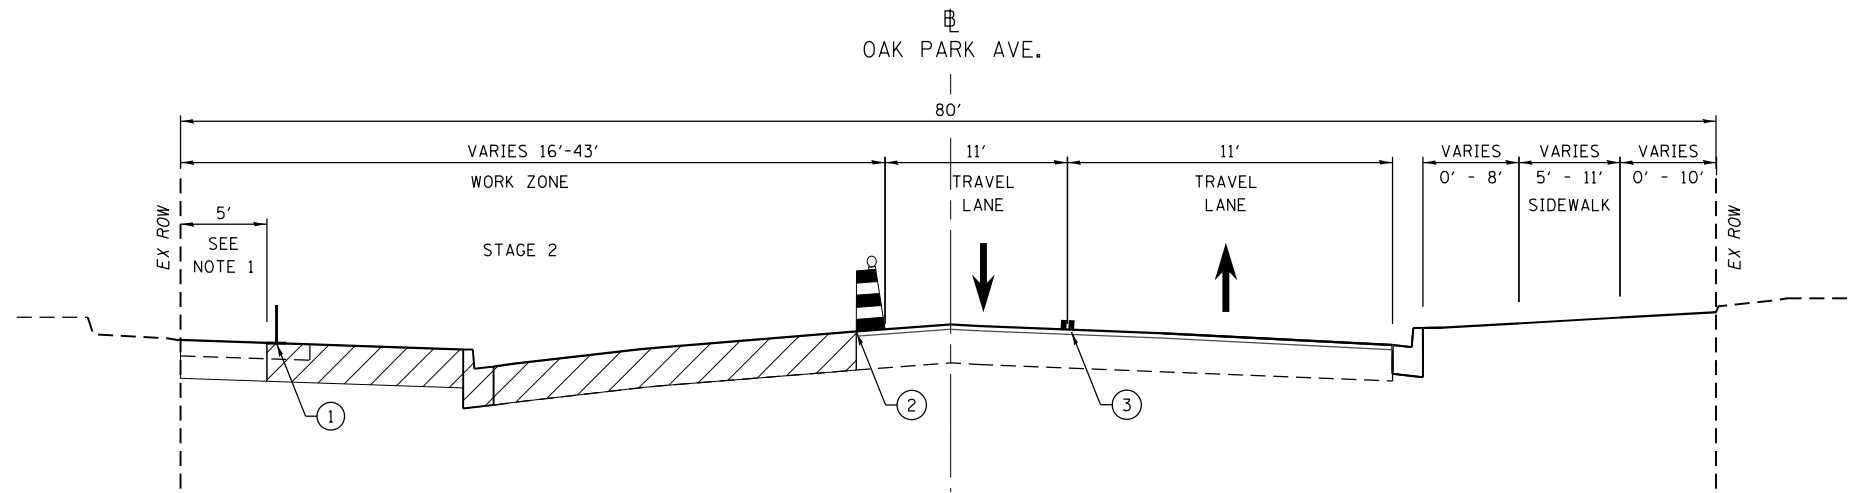 ℄
OAK PARK AVE.
80'
VARIES 16'-43'
WORK ZONE
11'
TRAVEL
LANE
11'
TRAVEL
LANE
VARIES
0' - 8'
VARIES
5' - 11'
SIDEWALK
VARIES
0' - 10'
EX ROW
5'
SEE
NOTE 1
STAGE 2
EX ROW
1
2
3